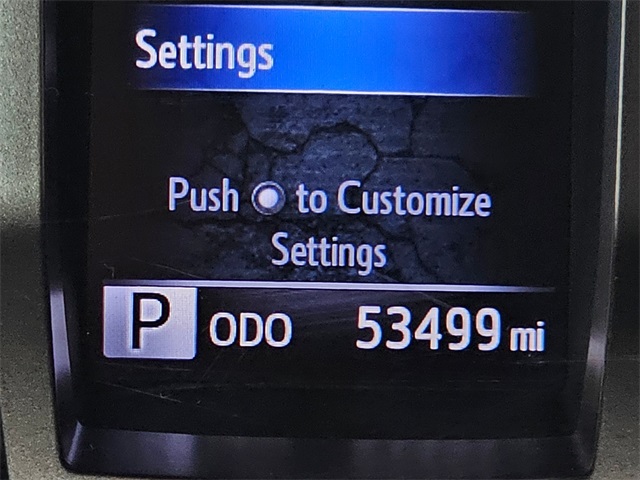 Settings
Push to Customize
Settings
P ODO 53499 mi